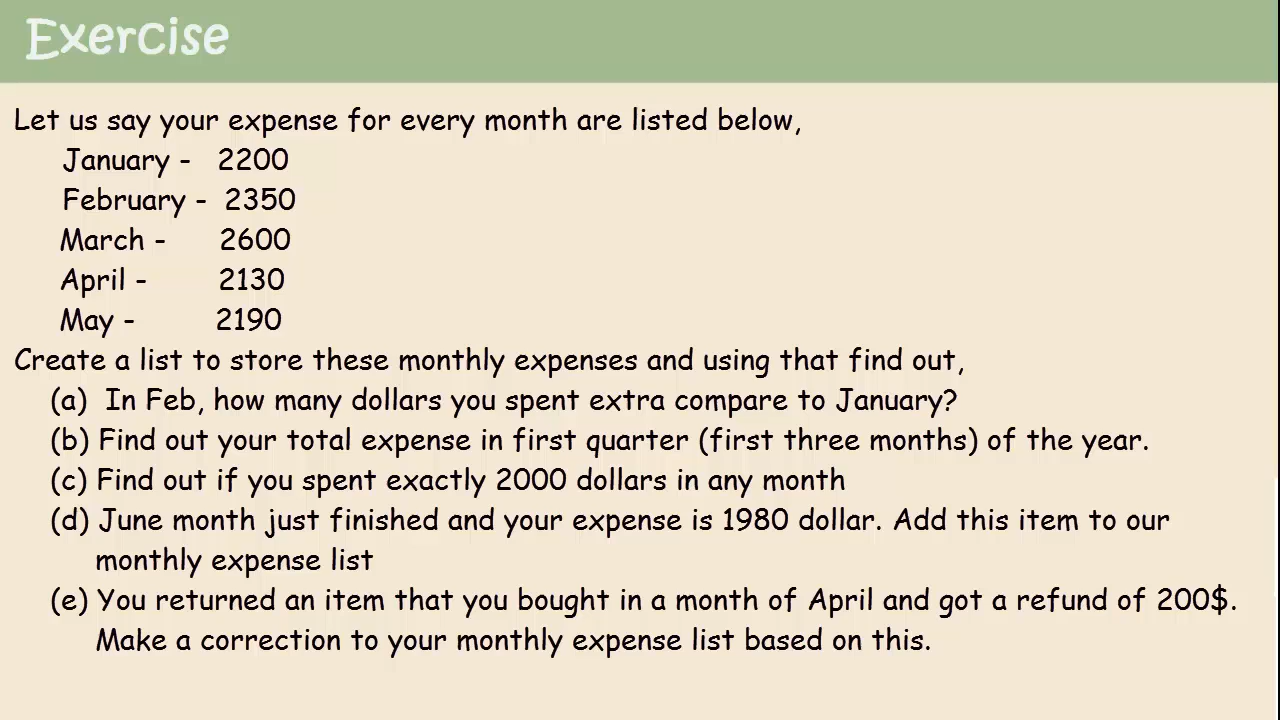 Exercise
Let us say your expense for every month are listed below,
January - 2200
February - 2350
March - 2600
April - 2130
May - 2190
Create a list to store these monthly expenses and using that find out,
(a) In Feb, how many dollars you spent extra compare to January?
(b) Find out your total expense in first quarter (first three months) of the year.
(c) Find out if you spent exactly 2000 dollars in any month
(d) June month just finished and your expense is 1980 dollar. Add this item to our
monthly expense list
(e) You returned an item that you bought in a month of April and got a refund of 200$.
Make a correction to your monthly expense list based on this.